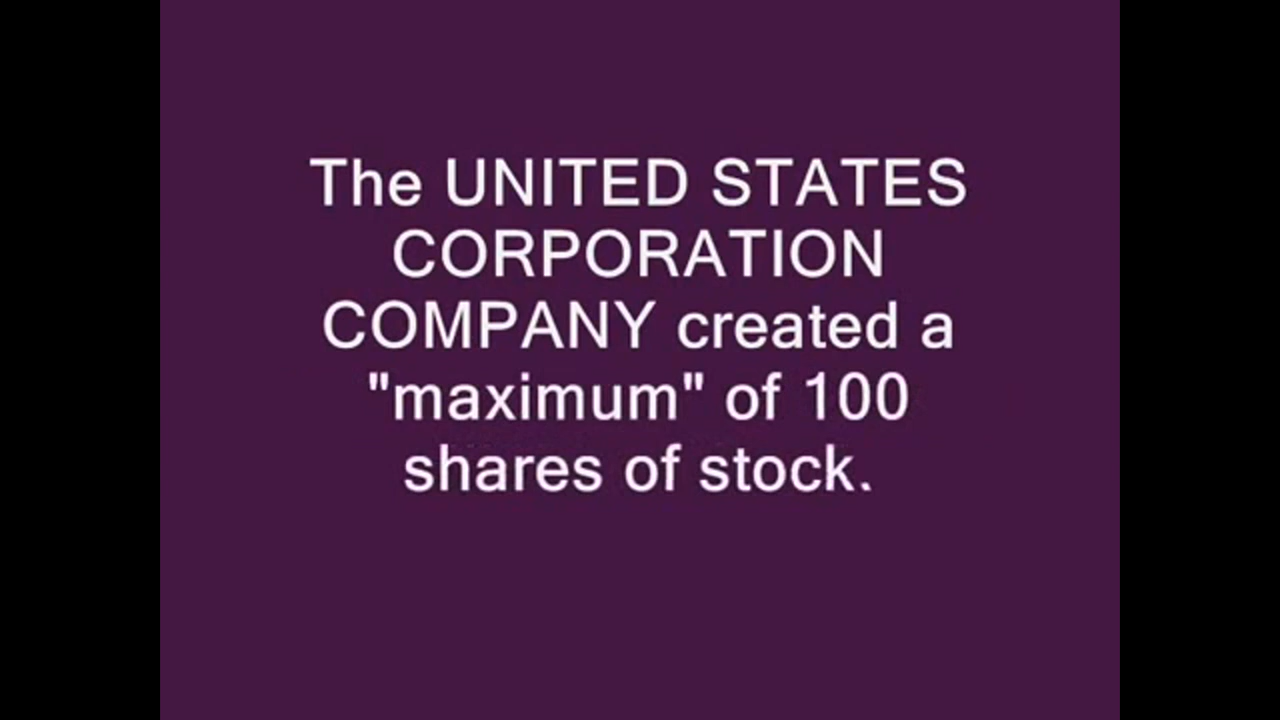 The UNITED STATES
CORPORATION
COMPANY created a
"maximum" of 100
shares of stock.